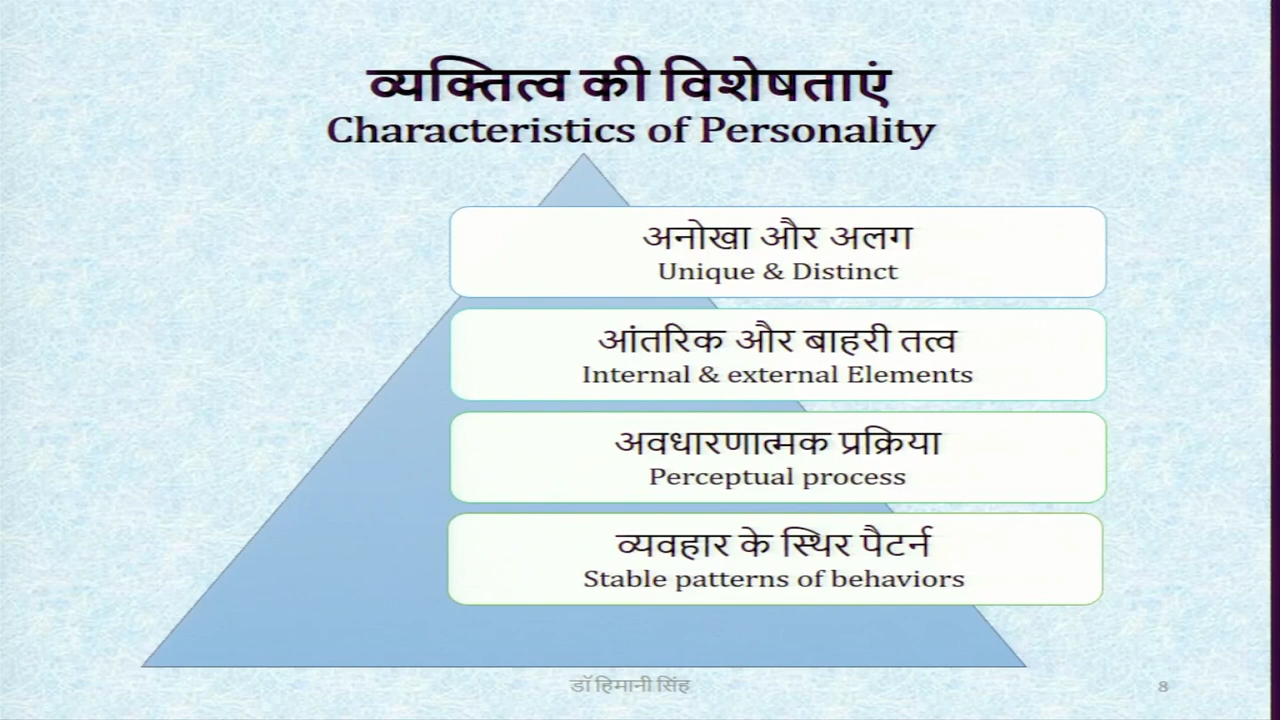 व्यक्तित्व की विशेषताएं
Characteristics of Personality
अनोखा और अलग
Unique & Distinct
आंतरिक और बाहरी तत्व
Internal & external Elements
अवधारणात्मक प्रक्रिया
Perceptual process
व्यवहार के स्थिर पैटर्न
Stable patterns of behaviors
डॉ हिमानी सिंह
8